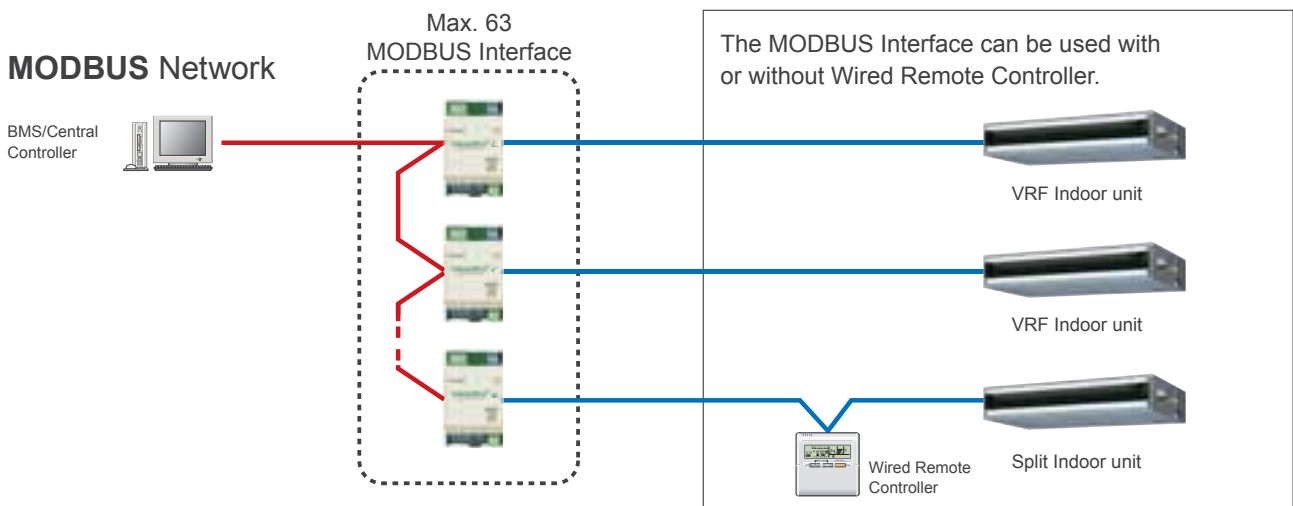 Max. 63
MODBUS Interface
MODBUS Network
The MODBUS Interface can be used with
or without Wired Remote Controller.
BMS/Central
Controller
VRF Indoor unit
VRF Indoor unit
Wired Remote
Controller
Split Indoor unit